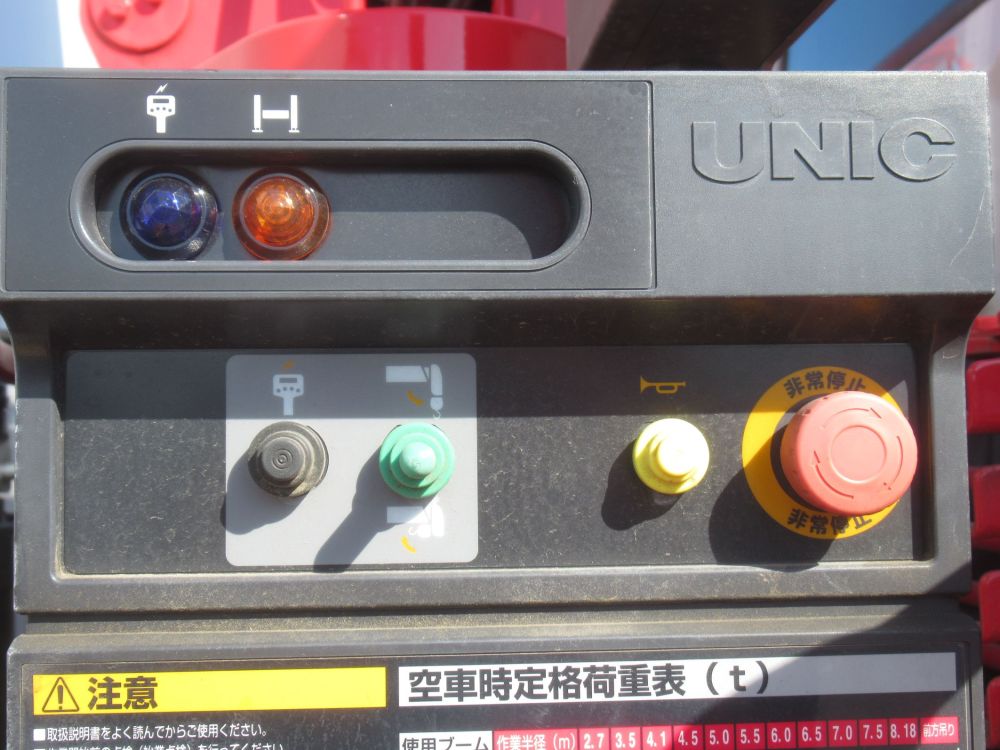 UNIC
非常停止
非常停止
注意
空車時定格荷重表(t)
■取扱説明書をよく読んでからご使用ください。
使用ブーム 作業半径(m) 2.7 3.5 4.1 4.5 5.0 5.5 6.0 6.5 7.0 7.5 8.18 前方吊り